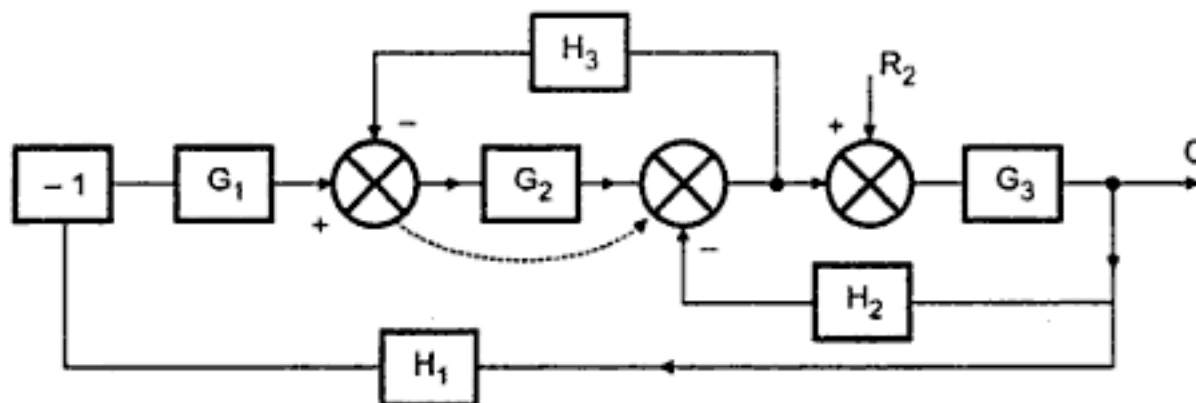 H₃
R₂
−
+
C
− 1
G₁
G₂
G₃
+
−
H₂
H₁